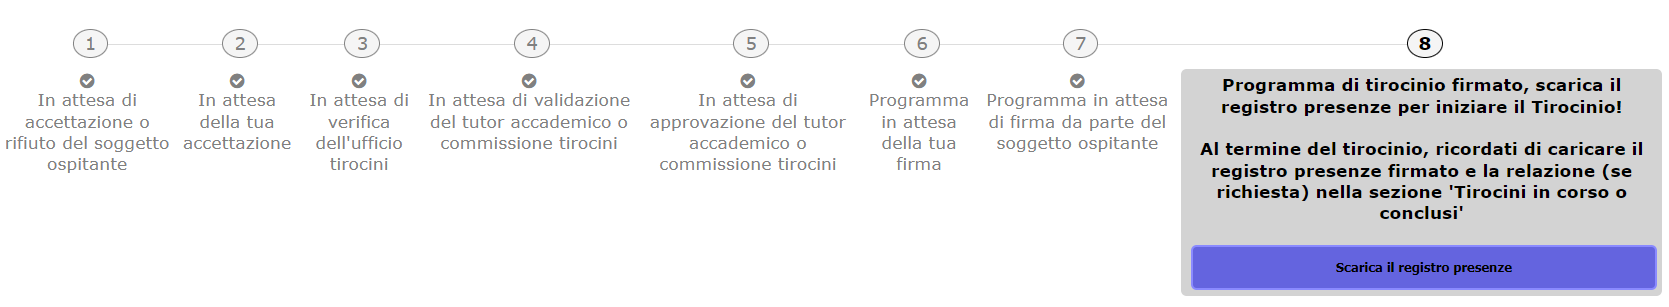 1
In attesa di
accettazione o
rifiuto del soggetto
ospitante
2
In attesa
della tua
accettazione
3
In attesa di
verifica
dell'ufficio
tirocini
4
In attesa di validazione
del tutor accademico o
commissione tirocini
5
In attesa di
approvazione del tutor
accademico o
commissione tirocini
6
Programma
in attesa
della tua
firma
7
Programma in attesa
di firma da parte del
soggetto ospitante
8
Programma di tirocinio firmato, scarica il
registro presenze per iniziare il Tirocinio!
Al termine del tirocinio, ricordati di caricare il
registro presenze firmato e la relazione (se
richiesta) nella sezione 'Tirocini in corso o
conclusi'
Scarica il registro presenze